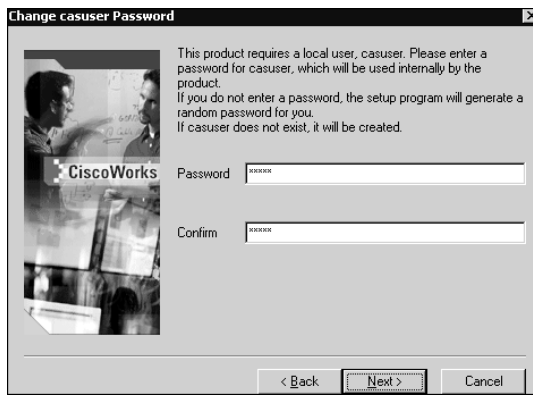 Change casuser Password
This product requires a local user, casuser. Please enter a
password for casuser, which will be used internally by the
product.
If you do not enter a password, the setup program will generate a
random password for you.
If casuser does not exist, it will be created.
CiscoWorks
Password
*****
Confirm
*****
< Back
Next >
Cancel